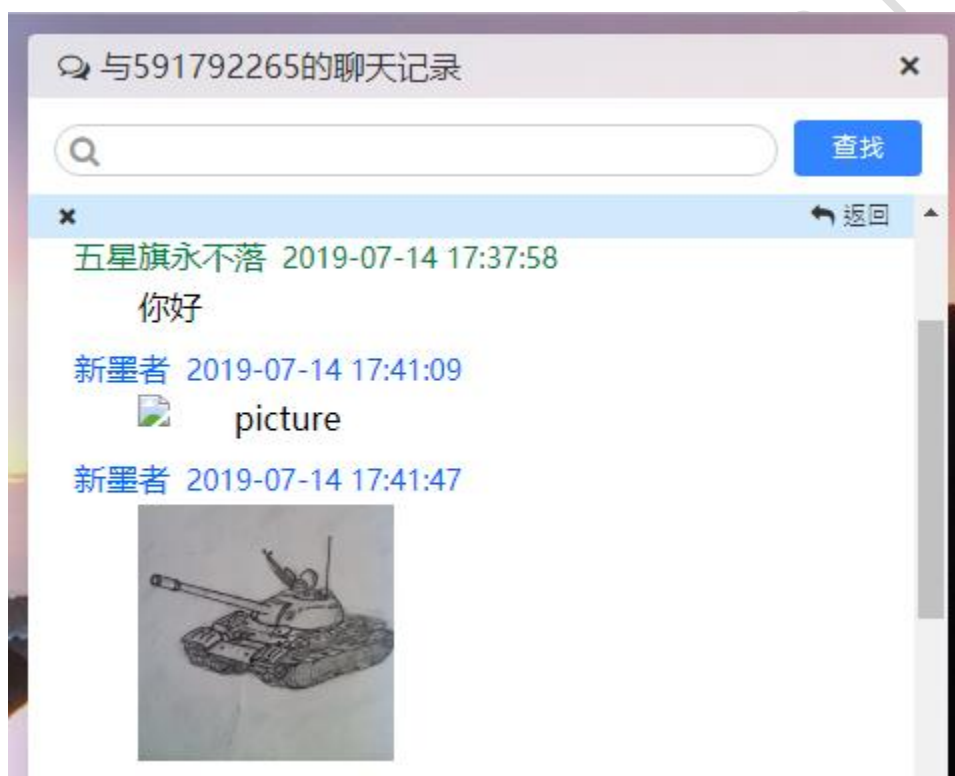 与591792265的聊天记录
查找
返回
五星旗永不落 2019-07-14 17:37:58
你好
新墨者 2019-07-14 17:41:09
picture
新墨者 2019-07-14 17:41:47